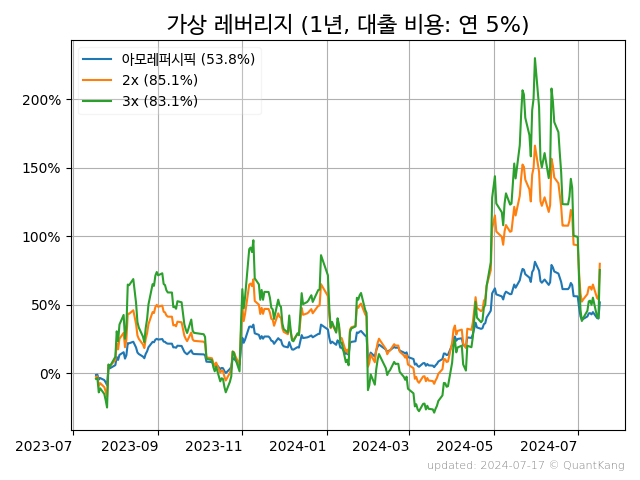 가상 레버리지 (1년, 대출 비용: 연 5%)
아모레퍼시픽 (53.8%)
2x (85.1%)
3x (83.1%)
200%
150%
100%
50%
0%
2023-07 2023-09 2023-11 2024-01 2024-03 2024-05 2024-07
updated: 2024-07-17 © QuantKang